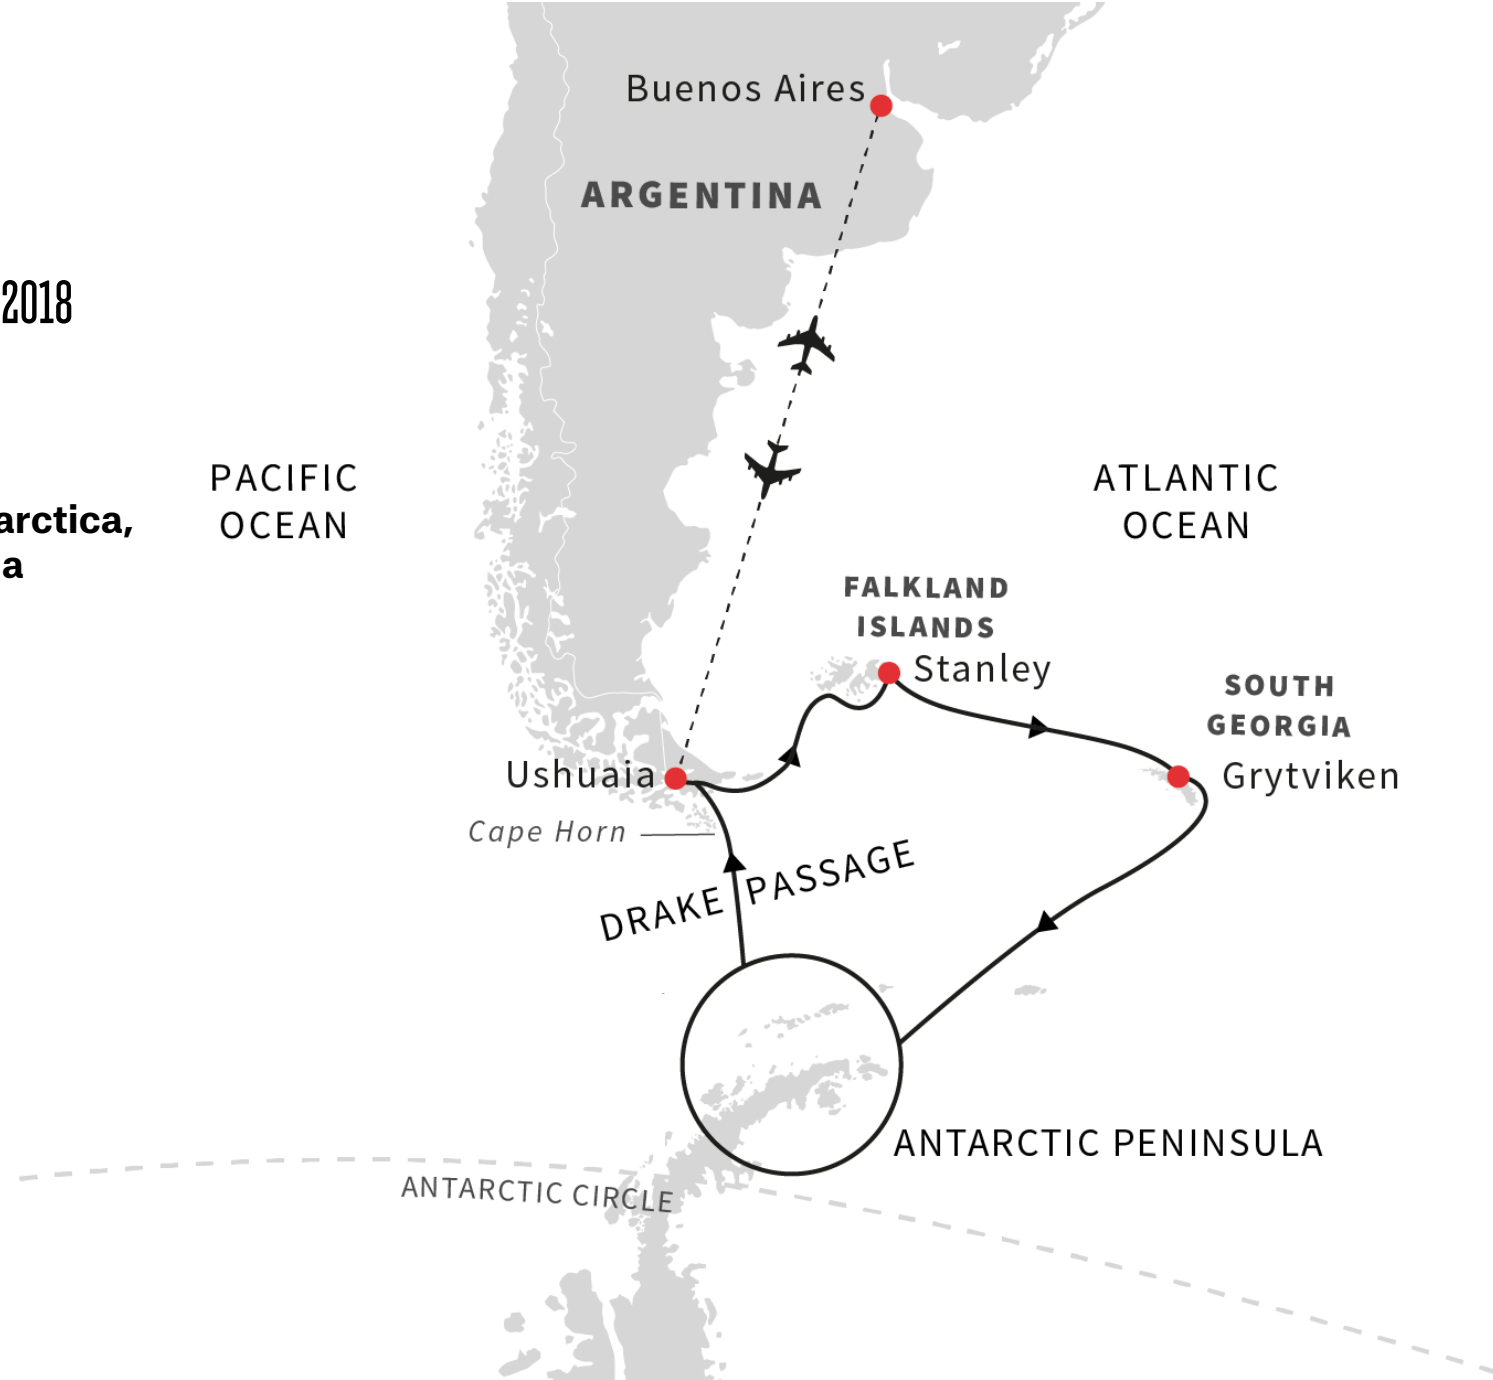 Buenos Aires
ARGENTINA
2018
PACIFIC
OCEAN
ATLANTIC
OCEAN
arctica,
a
FALKLAND
ISLANDS
Stanley
SOUTH
GEORGIA
Ushuaia
Grytviken
Cape Horn
DRAKE PASSAGE
ANTARCTIC PENINSULA
ANTARCTIC CIRCLE